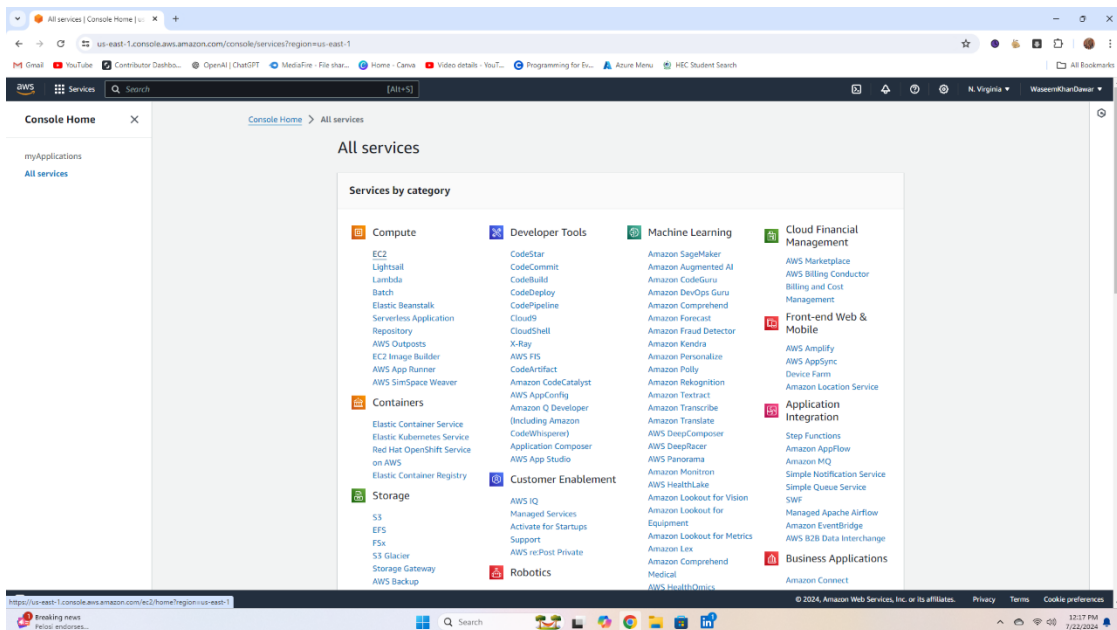 All services | Console Home | us
us-east-1.console.aws.amazon.com/console/services?region=us-east-1
Gmail
YouTube
Contributor Dashbo...
OpenAI | ChatGPT
MediaFire - File shar...
Home - Canva
Video details - YouT...
Programming for Ev...
Azure Menu
HEC Student Search
All Bookmarks
aws
Services
Search
[Alt+S]
N. Virginia
WaseemKhanDawar
Console Home
myApplications
All services
Console Home > All services
All services
Services by category
Compute
EC2
Lightsail
Lambda
Batch
Elastic Beanstalk
Serverless Application
Repository
AWS Outposts
EC2 Image Builder
AWS App Runner
AWS SimSpace Weaver
Containers
Elastic Container Service
Elastic Kubernetes Service
Red Hat OpenShift Service
on AWS
Elastic Container Registry
Storage
S3
EFS
FSx
S3 Glacier
Storage Gateway
AWS Backup
Developer Tools
CodeStar
CodeCommit
CodeBuild
CodeDeploy
CodePipeline
Cloud9
CloudShell
X-Ray
AWS FIS
CodeArtifact
Amazon CodeCatalyst
AWS AppConfig
Amazon Q Developer
(Including Amazon
CodeWhisperer)
Application Composer
AWS App Studio
Customer Enablement
AWS IQ
Managed Services
Activate for Startups
Support
AWS re:Post Private
Robotics
Machine Learning
Amazon SageMaker
Amazon Augmented AI
Amazon CodeGuru
Amazon DevOps Guru
Amazon Comprehend
Amazon Forecast
Amazon Fraud Detector
Amazon Kendra
Amazon Personalize
Amazon Polly
Amazon Rekognition
Amazon Textract
Amazon Transcribe
Amazon Translate
AWS DeepComposer
AWS DeepRacer
AWS Panorama
Amazon Monitron
AWS HealthLake
Amazon Lookout for Vision
Amazon Lookout for
Equipment
Amazon Lookout for Metrics
Amazon Lex
Amazon Comprehend
Medical
AWS HealthOmics
Cloud Financial
Management
AWS Marketplace
AWS Billing Conductor
Billing and Cost
Management
Front-end Web &
Mobile
AWS Amplify
AWS AppSync
Device Farm
Amazon Location Service
Application
Integration
Step Functions
Amazon AppFlow
Amazon MQ
Simple Notification Service
Simple Queue Service
SWF
Managed Apache Airflow
Amazon EventBridge
AWS B2B Data Interchange
Business Applications
Amazon Connect
https://us-east-1.console.aws.amazon.com/ec2/home?region=us-east-1
© 2024, Amazon Web Services, Inc. or its affiliates.
Privacy
Terms
Cookie preferences
Breaking news
Pelosi endorses...
Search
12:17 PM
7/22/2024